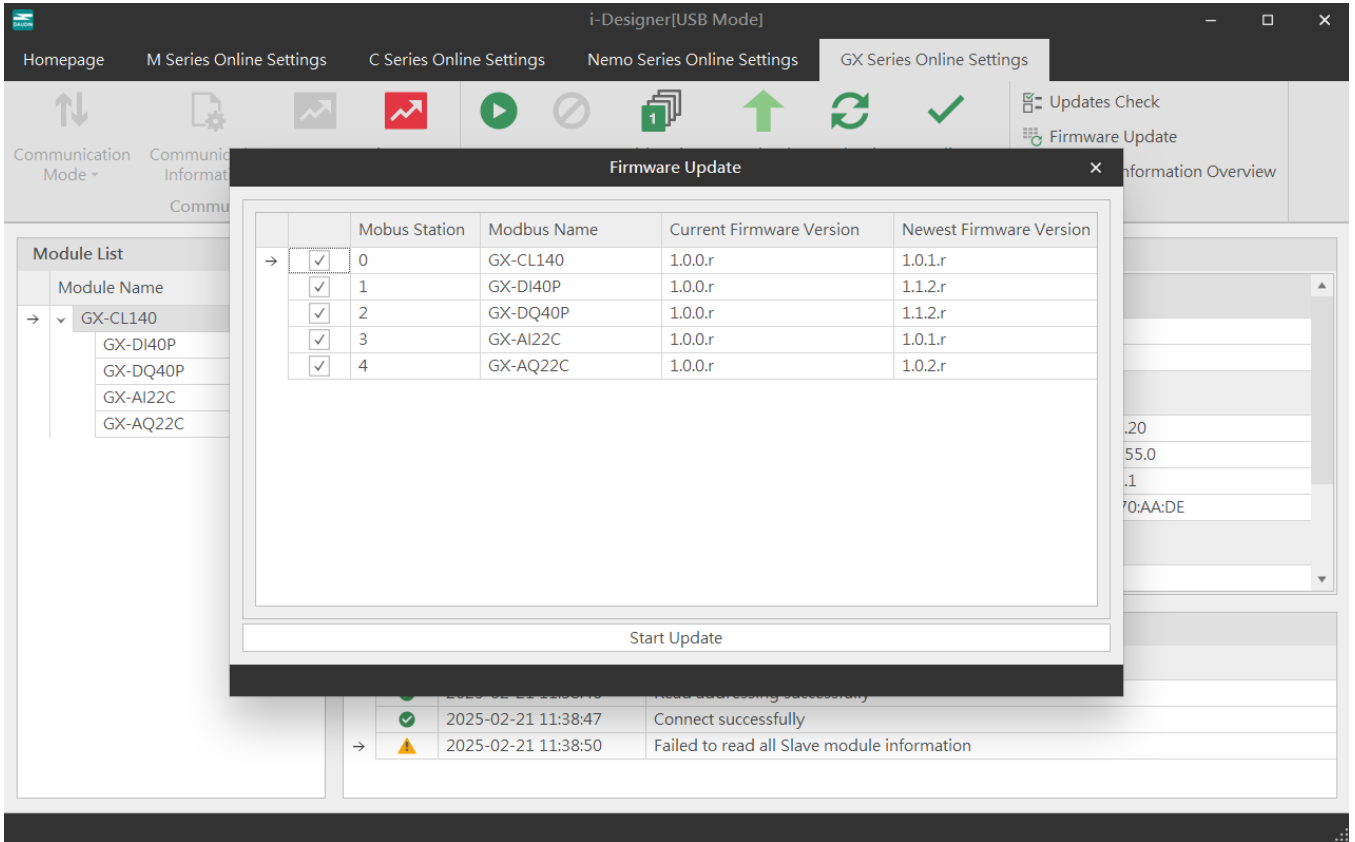 DAUDIN
i-Designer[USB Mode]
Homepage M Series Online Settings C Series Online Settings Nemo Series Online Settings GX Series Online Settings
Updates Check
1
Firmware Update
Communication
Mode
Information Overview
Firmware Update
Module List
Module Name
GX-CL140
GX-DI40P
GX-DQ40P
GX-AI22C
GX-AQ22C
Mobus Station Modbus Name Current Firmware Version Newest Firmware Version
0 GX-CL140 1.0.0.r 1.0.1.r
1 GX-DI40P 1.0.0.r 1.1.2.r
2 GX-DQ40P 1.0.0.r 1.1.2.r
3 GX-AI22C 1.0.0.r 1.0.1.r
4 GX-AQ22C 1.0.0.r 1.0.2.r
.20
55.0
.1
70:AA:DE
Start Update
2025-02-21 11:38:47 Connect successfully
2025-02-21 11:38:50 Failed to read all Slave module information